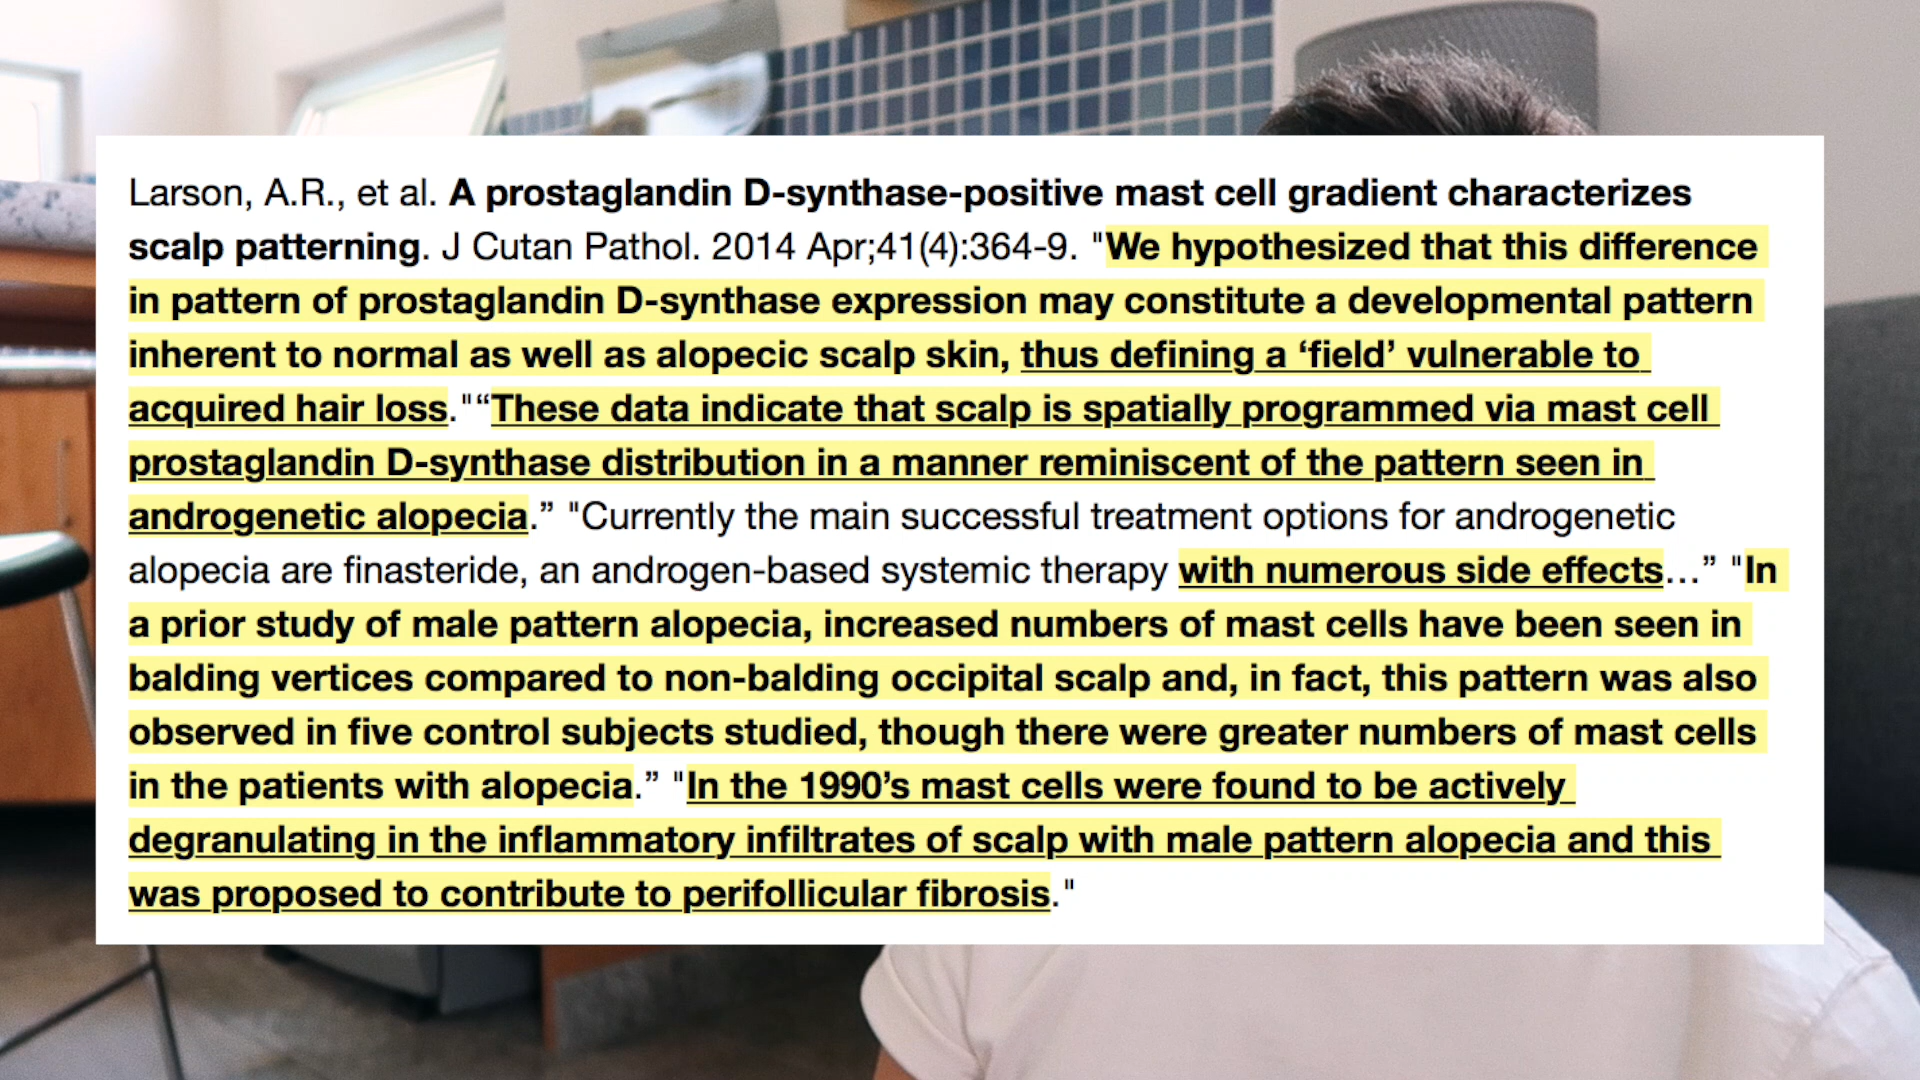 Larson, A.R., et al. A prostaglandin D-synthase-positive mast cell gradient characterizes
scalp patterning. J Cutan Pathol. 2014 Apr;41(4):364-9. "We hypothesized that this difference
in pattern of prostaglandin D-synthase expression may constitute a developmental pattern
inherent to normal as well as alopecic scalp skin, thus defining a ‘field’ vulnerable to
acquired hair loss."“These data indicate that scalp is spatially programmed via mast cell
prostaglandin D-synthase distribution in a manner reminiscent of the pattern seen in
androgenetic alopecia.” "Currently the main successful treatment options for androgenetic
alopecia are finasteride, an androgen-based systemic therapy with numerous side effects…” "In
a prior study of male pattern alopecia, increased numbers of mast cells have been seen in
balding vertices compared to non-balding occipital scalp and, in fact, this pattern was also
observed in five control subjects studied, though there were greater numbers of mast cells
in the patients with alopecia.” "In the 1990’s mast cells were found to be actively
degranulating in the inflammatory infiltrates of scalp with male pattern alopecia and this
was proposed to contribute to perifollicular fibrosis."